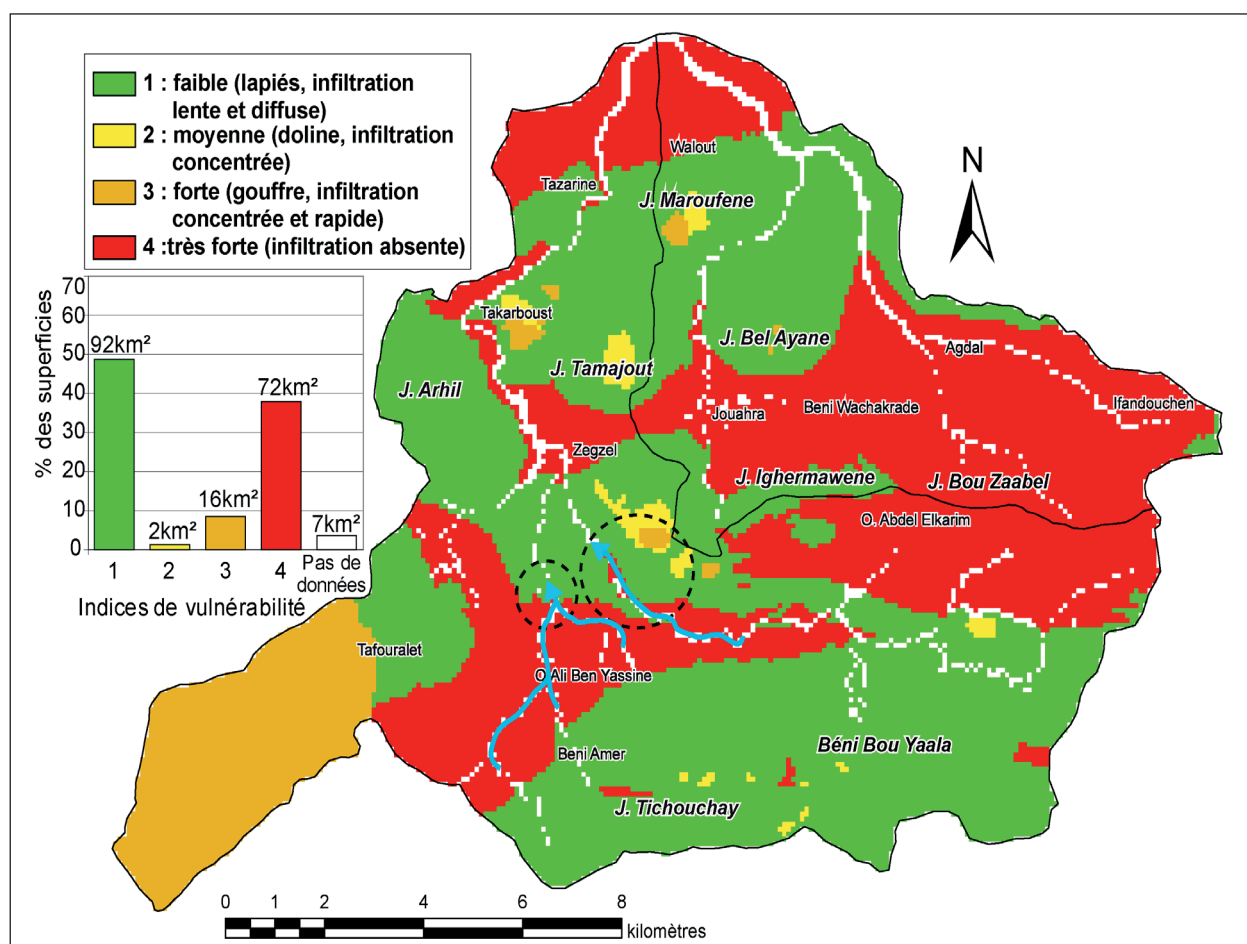 1 : faible (lapiés, infiltration
lente et diffuse)
2 : moyenne (doline, infiltration
concentrée)
3 : forte (gouffre, infiltration
concentrée et rapide)
4 :très forte (infiltration absente)
% des superficies
70
60
50
40
30
20
10
0
92km²
2km²
16km²
72km²
7km²
1
2
3
4
Pas de
données
Indices de vulnérabilité
N
Walout
Tazarine
J. Maroufene
Takarboust
J. Tamajout
J. Bel Ayane
Agdal
J. Arhil
Jouahra
Beni Wachakrade
Ifandouchen
Zegzel
J. Ighermawene
J. Bou Zaabel
O. Abdel Elkarim
Tafouralet
O Ali Ben Yassine
Beni Amer
Béni Bou Yaala
J. Tichouchay
0
2
4
6
8
kilomètres